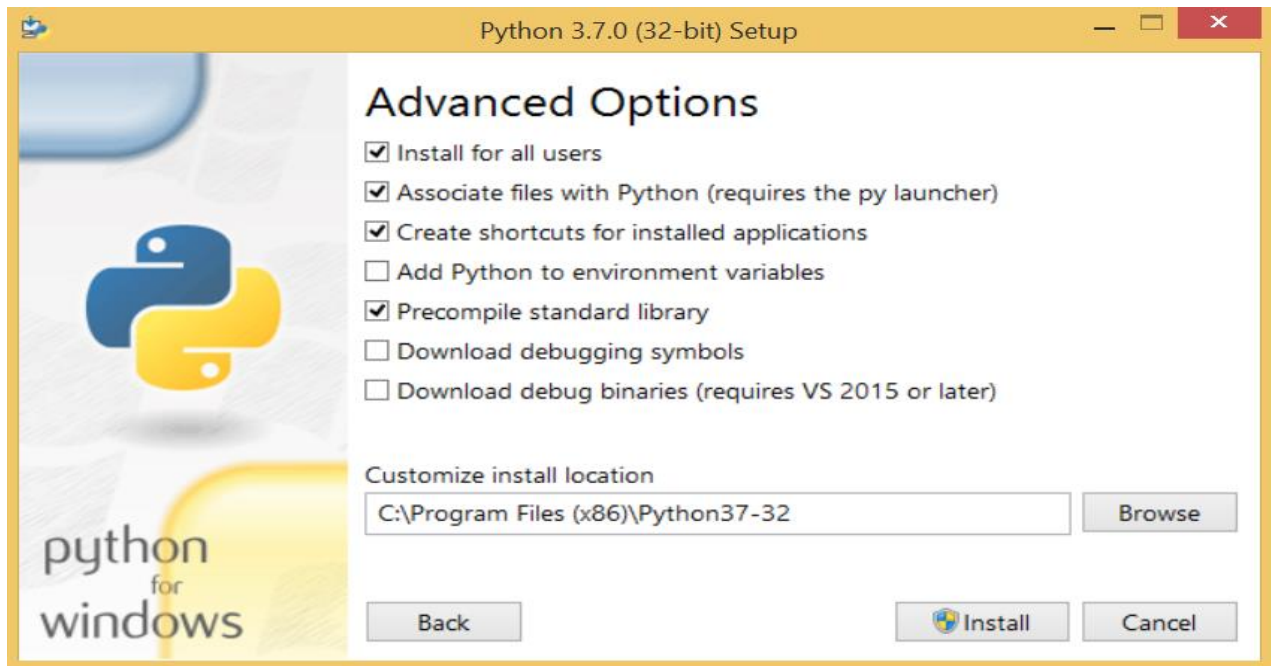 Python 3.7.0 (32-bit) Setup
Advanced Options
Install for all users
Associate files with Python (requires the py launcher)
Create shortcuts for installed applications
Add Python to environment variables
Precompile standard library
Download debugging symbols
Download debug binaries (requires VS 2015 or later)
Customize install location
C:\Program Files (x86)\Python37-32
Browse
python
for
windows
Back
Install
Cancel